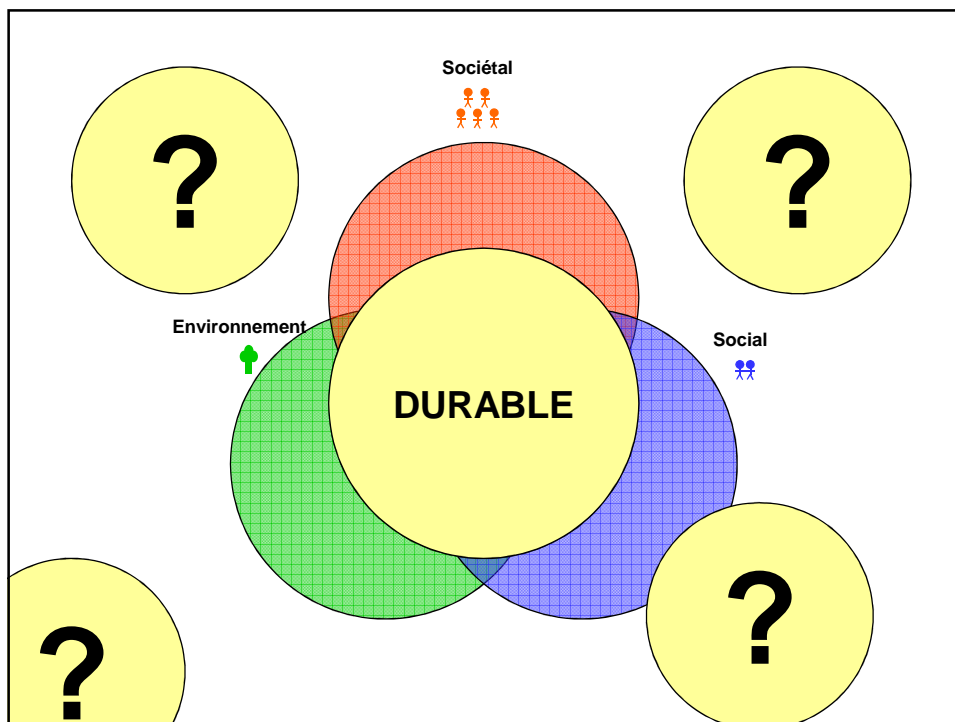 Sociétal
?
?
Environnement
Social
DURABLE
?
?